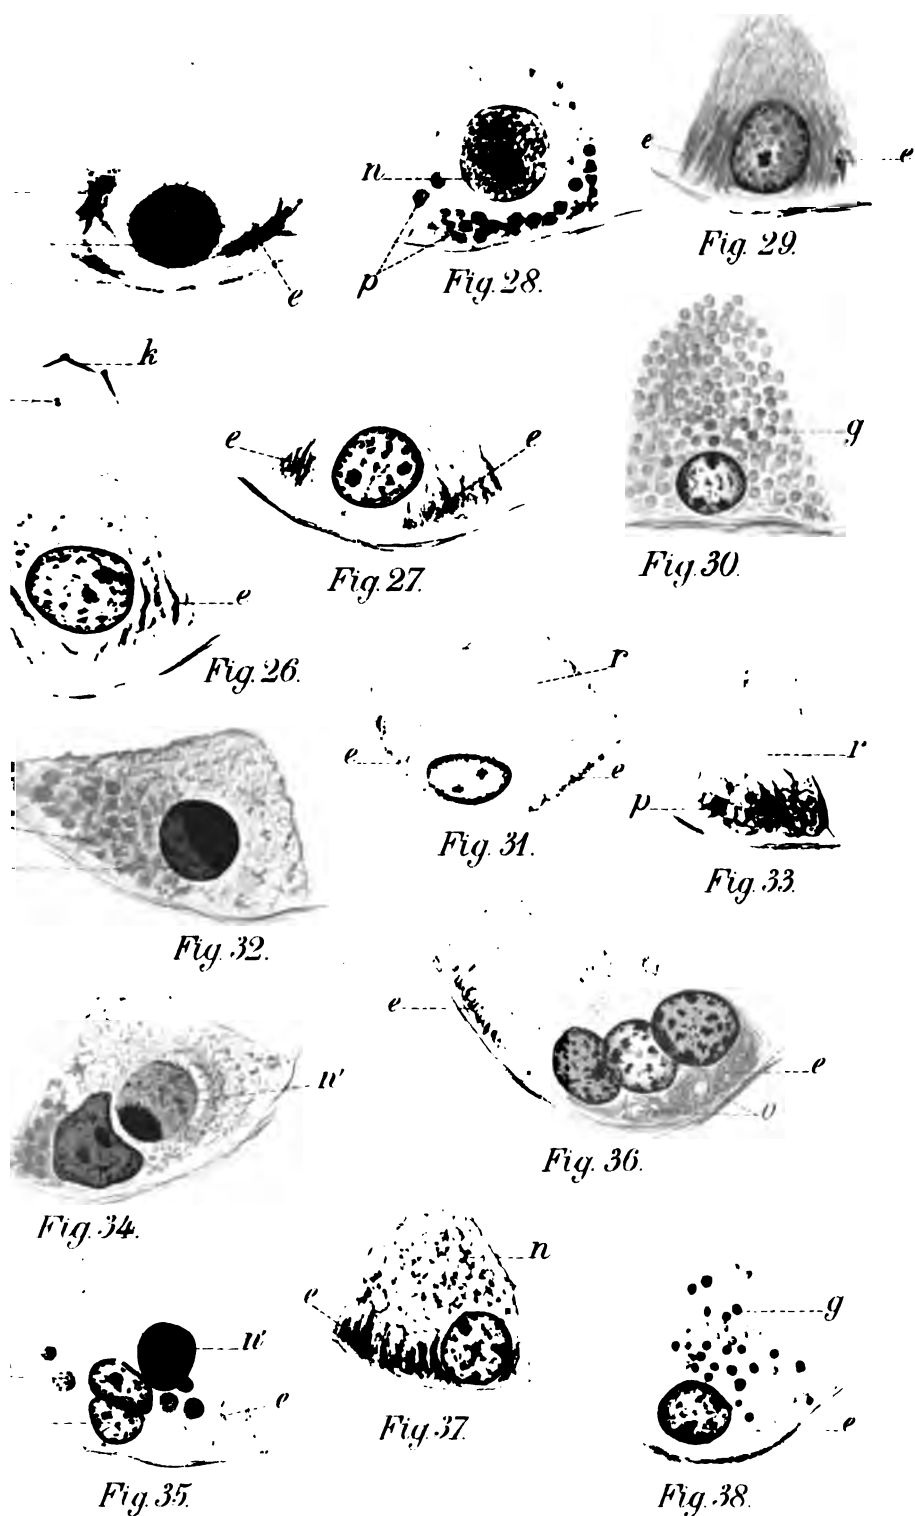 e
n
p
Fig. 28.
e
e
Fig. 29.
k
e
e
Fig. 27.
g
Fig. 30.
e
Fig. 26.
r
e
e
Fig. 31.
r
p
Fig. 33.
Fig. 32.
w
Fig. 34.
e
e
v
Fig. 36.
w
e
Fig. 35.
n
e
Fig. 37.
g
e
Fig. 38.